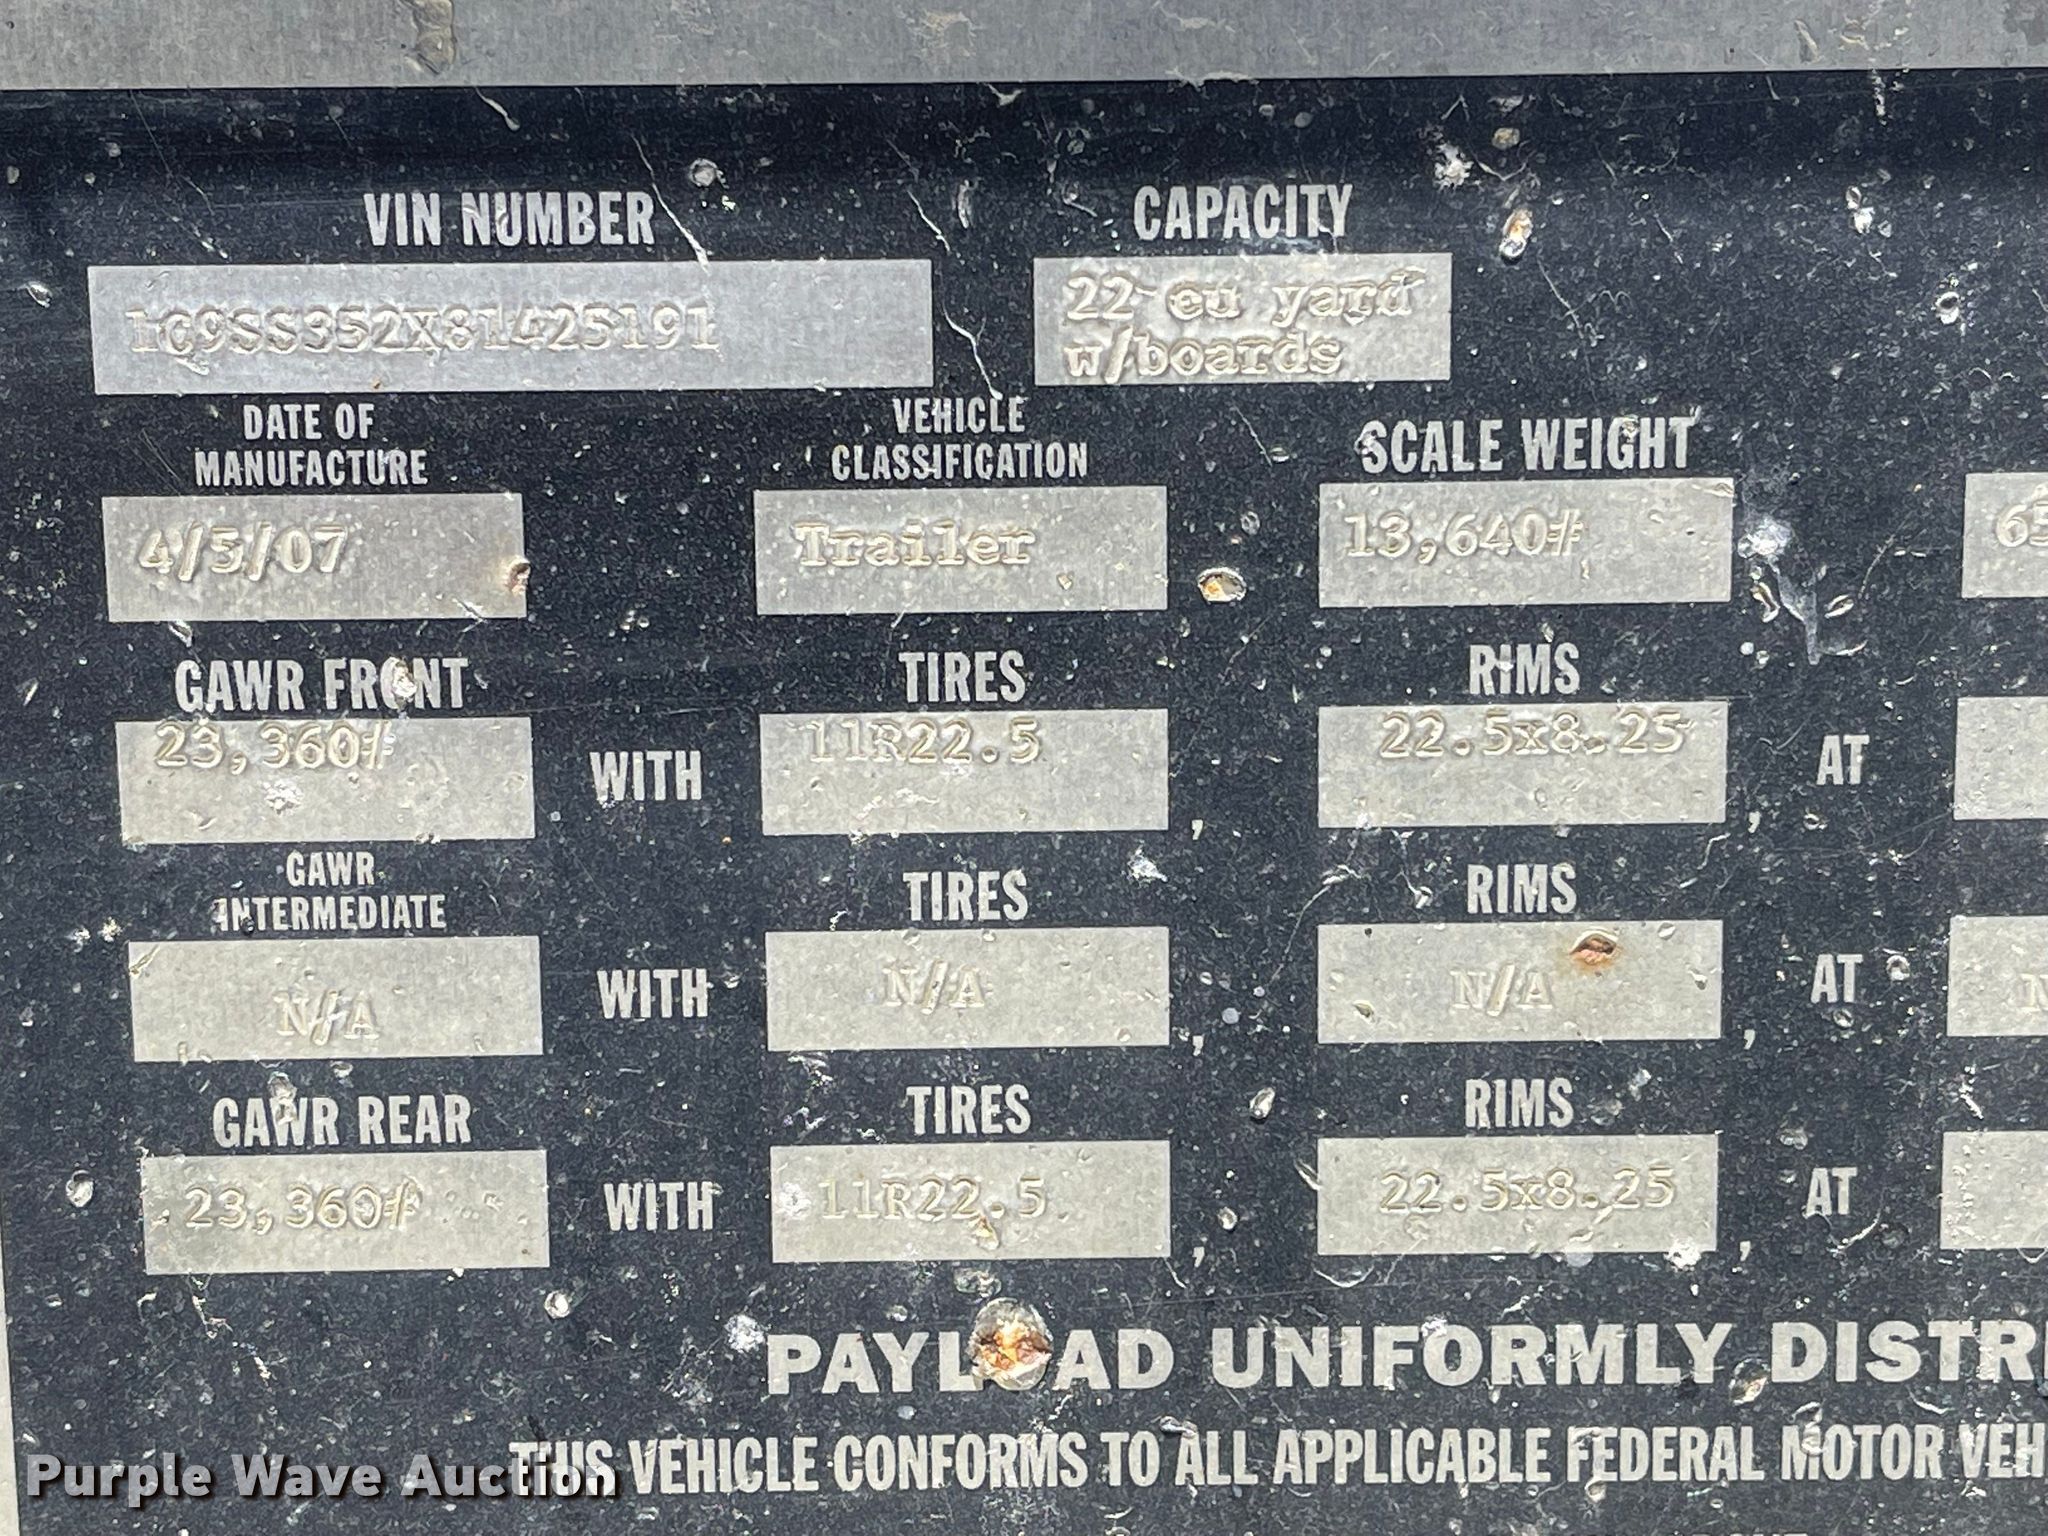 VIN NUMBER CAPACITY
1C9SS352X81425191 22 cu yard
w/boards
DATE OF VEHICLE
MANUFACTURE CLASSIFICATION SCALE WEIGHT
4/5/07 Trailer 13,640# 65
GAWR FRONT TIRES RIMS
23,360# WITH 11R22.5, 22.5x8.25, AT
GAWR
INTERMEDIATE TIRES RIMS
N/A WITH N/A, N/A, AT N
GAWR REAR TIRES RIMS
23,360# WITH 11R22.5, 22.5x8.25, AT
PAYLOAD UNIFORMLY DISTRI
THIS VEHICLE CONFORMS TO ALL APPLICABLE FEDERAL MOTOR VEH
Purple Wave Auction